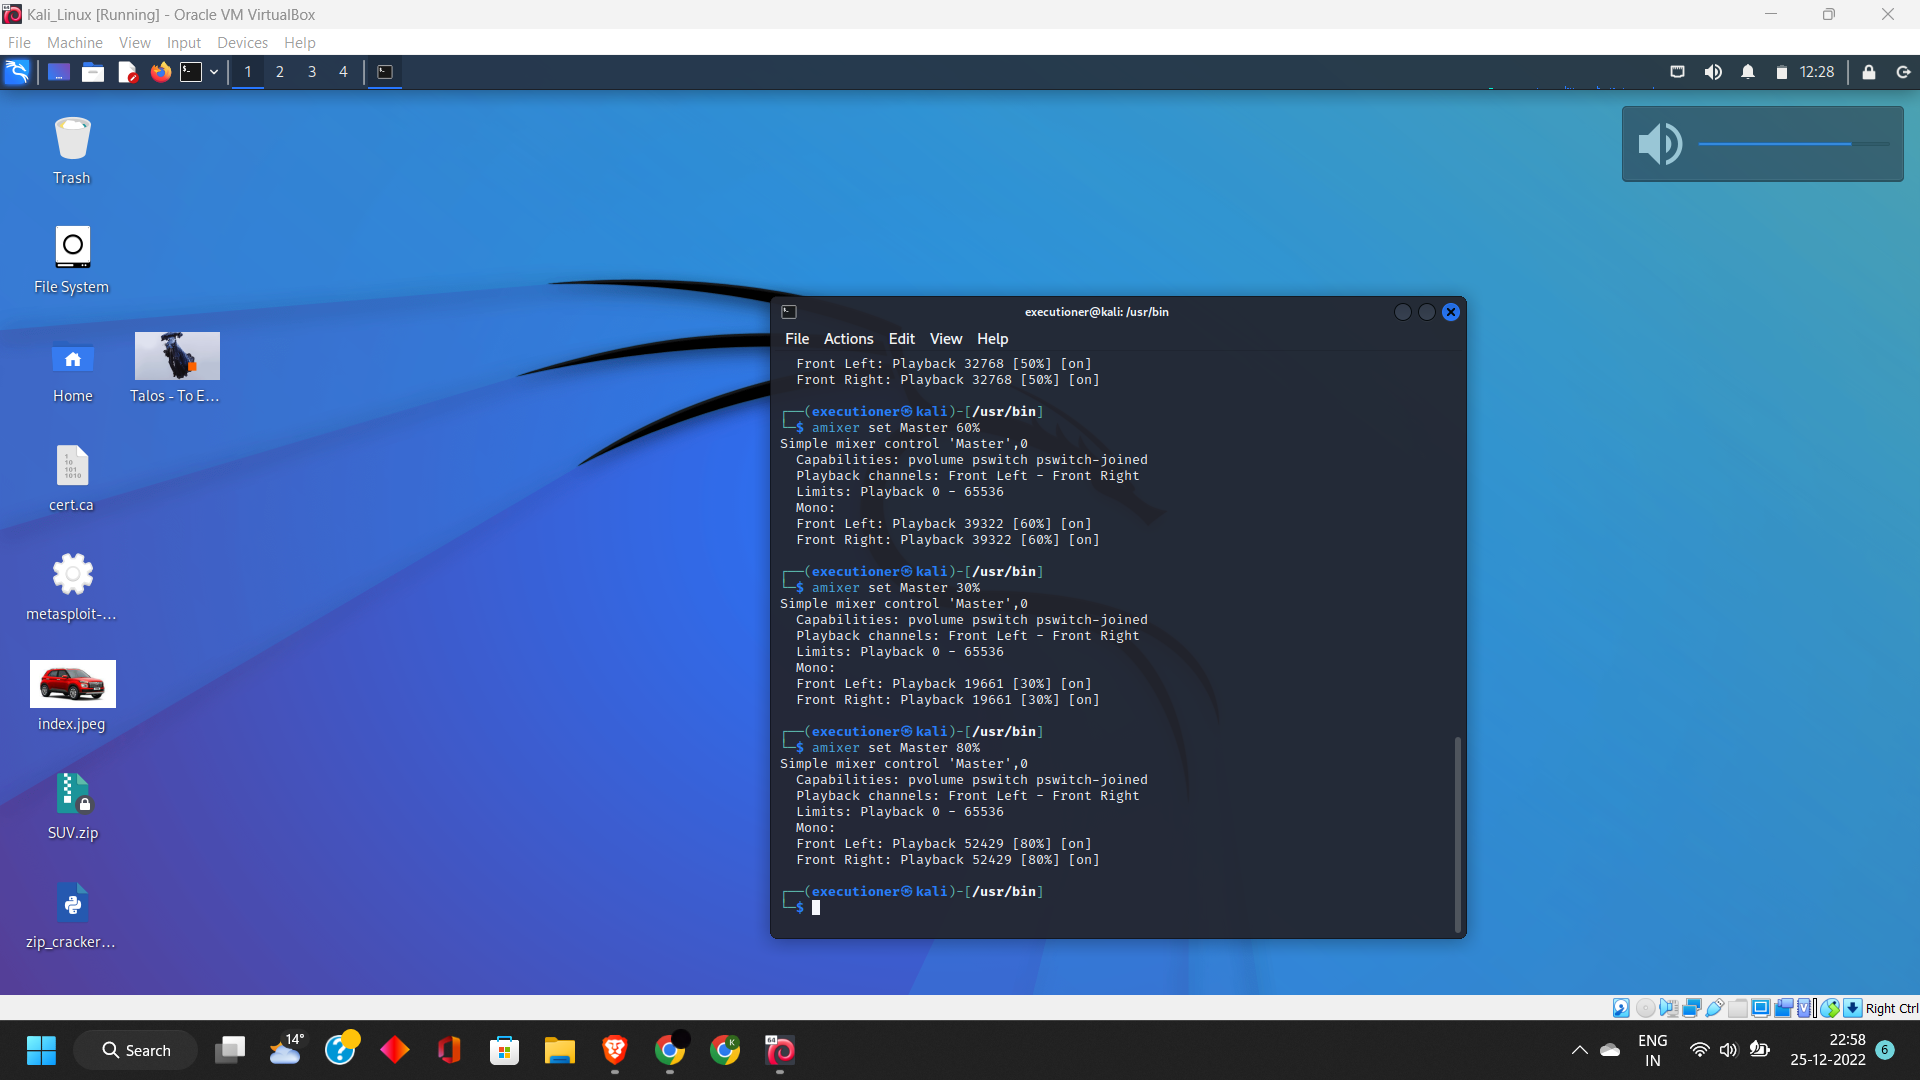 Kali_Linux [Running] - Oracle VM VirtualBox
File Machine View Input Devices Help
1 2 3 4
12:28
Trash
File System
Home
Talos - To E...
cert.ca
metasploit-...
index.jpeg
SUV.zip
zip_cracker...
executioner@kali: /usr/bin
File Actions Edit View Help
Front Left: Playback 32768 [50%] [on]
Front Right: Playback 32768 [50%] [on]
┌──(executioner㉿kali)-[/usr/bin]
└─$ amixer set Master 60%
Simple mixer control 'Master',0
Capabilities: pvolume pswitch pswitch-joined
Playback channels: Front Left - Front Right
Limits: Playback 0 - 65536
Mono:
Front Left: Playback 39322 [60%] [on]
Front Right: Playback 39322 [60%] [on]
┌──(executioner㉿kali)-[/usr/bin]
└─$ amixer set Master 30%
Simple mixer control 'Master',0
Capabilities: pvolume pswitch pswitch-joined
Playback channels: Front Left - Front Right
Limits: Playback 0 - 65536
Mono:
Front Left: Playback 19661 [30%] [on]
Front Right: Playback 19661 [30%] [on]
┌──(executioner㉿kali)-[/usr/bin]
└─$ amixer set Master 80%
Simple mixer control 'Master',0
Capabilities: pvolume pswitch pswitch-joined
Playback channels: Front Left - Front Right
Limits: Playback 0 - 65536
Mono:
Front Left: Playback 52429 [80%] [on]
Front Right: Playback 52429 [80%] [on]
┌──(executioner㉿kali)-[/usr/bin]
└─$
Right Ctrl
Search
14°
ENG
IN
22:58
25-12-2022
6